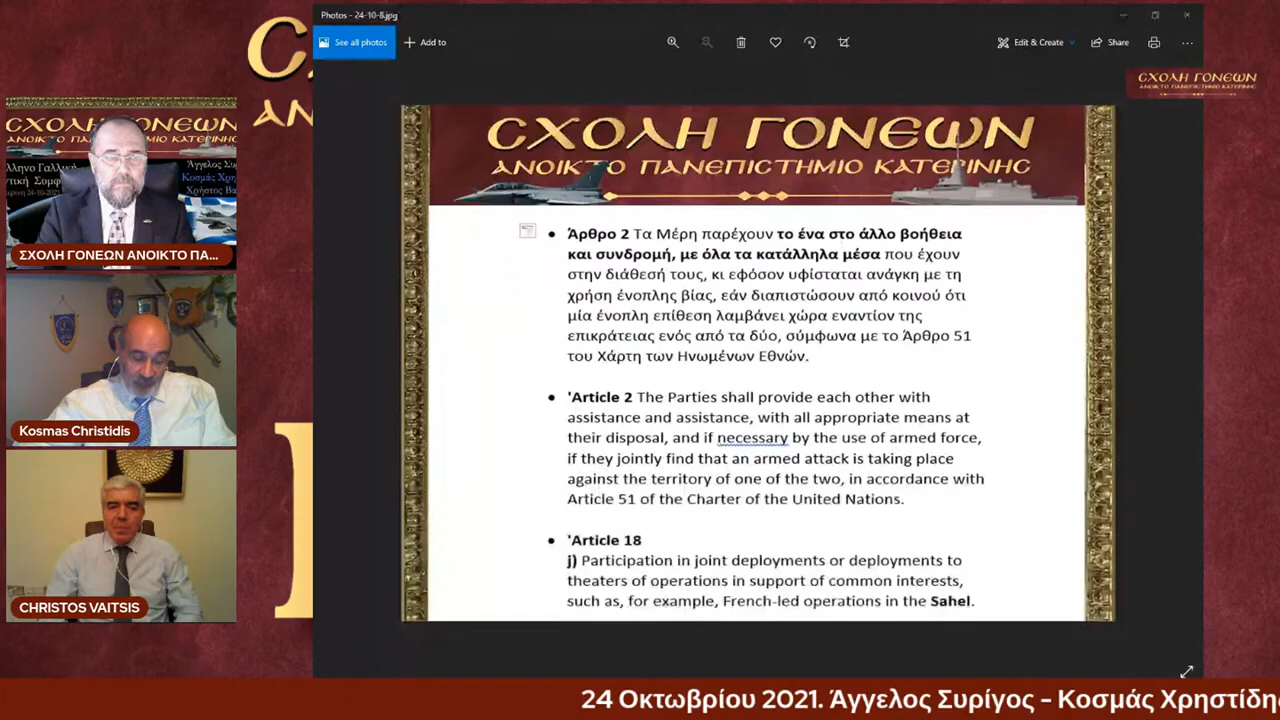 Photos - 24-10-8.jpg
See all photos
Add to
Edit & Create
Share
ΣΧΟΛΗ ΓΟΝΕΩΝ
ΑΝΟΙΚΤΟ ΠΑΝΕΠΙΣΤΗΜΙΟ ΚΑΤΕΡΙΝΗΣ
ΣΧΟΛΗ ΓΟΝΕΩΝ
ΑΝΟΙΚΤΟ ΠΑΝΕΠΙΣΤΗΜΙΟ ΚΑΤΕΡΙΝΗΣ
• Άρθρο 2 Τα Μέρη παρέχουν το ένα στο άλλο βοήθεια
και συνδρομή, με όλα τα κατάλληλα μέσα που έχουν
στην διάθεσή τους, κι εφόσον υφίσταται ανάγκη με τη
χρήση ένοπλης βίας, εάν διαπιστώσουν από κοινού ότι
μία ένοπλη επίθεση λαμβάνει χώρα εναντίον της
επικράτειας ενός από τα δύο, σύμφωνα με το Άρθρο 51
του Χάρτη των Ηνωμένων Εθνών.
• 'Article 2 The Parties shall provide each other with
assistance and assistance, with all appropriate means at
their disposal, and if necessary by the use of armed force,
if they jointly find that an armed attack is taking place
against the territory of one of the two, in accordance with
Article 51 of the Charter of the United Nations.
• 'Article 18
j) Participation in joint deployments or deployments to
theaters of operations in support of common interests,
such as, for example, French-led operations in the Sahel.
ΣΧΟΛΗ ΓΟΝΕΩΝ
ΑΝΟΙΚΤΟ ΠΑΝΕΠΙΣΤΗΜΙΟ ΚΑΤΕΡΙΝΗΣ
ΣΧΟΛΗ ΓΟΝΕΩΝ ΑΝΟΙΚΤΟ ΠΑ...
Kosmas Christidis
CHRISTOS VAITSIS
24 Οκτωβρίου 2021. Άγγελος Συρίγος - Κοσμάς Χρηστίδης